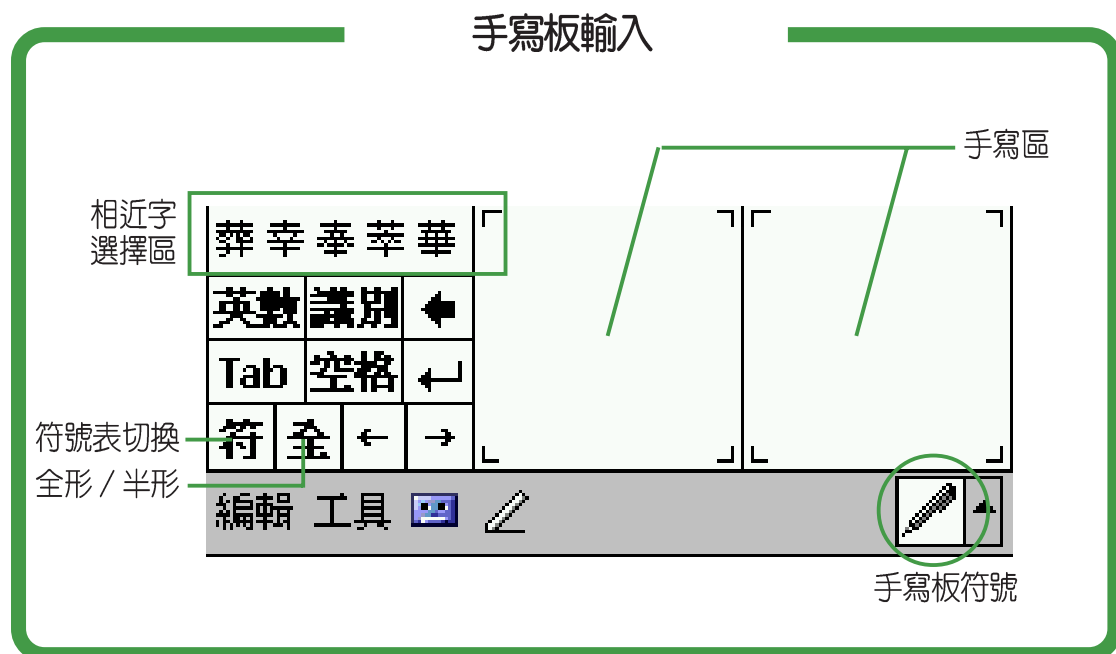 手寫板輸入
手寫區
相近字
選擇區
葬 幸 奉 萃 華
英數 識別
Tab 空格
符 全 ← →
符號表切換
全形 / 半形
編輯 工具
手寫板符號